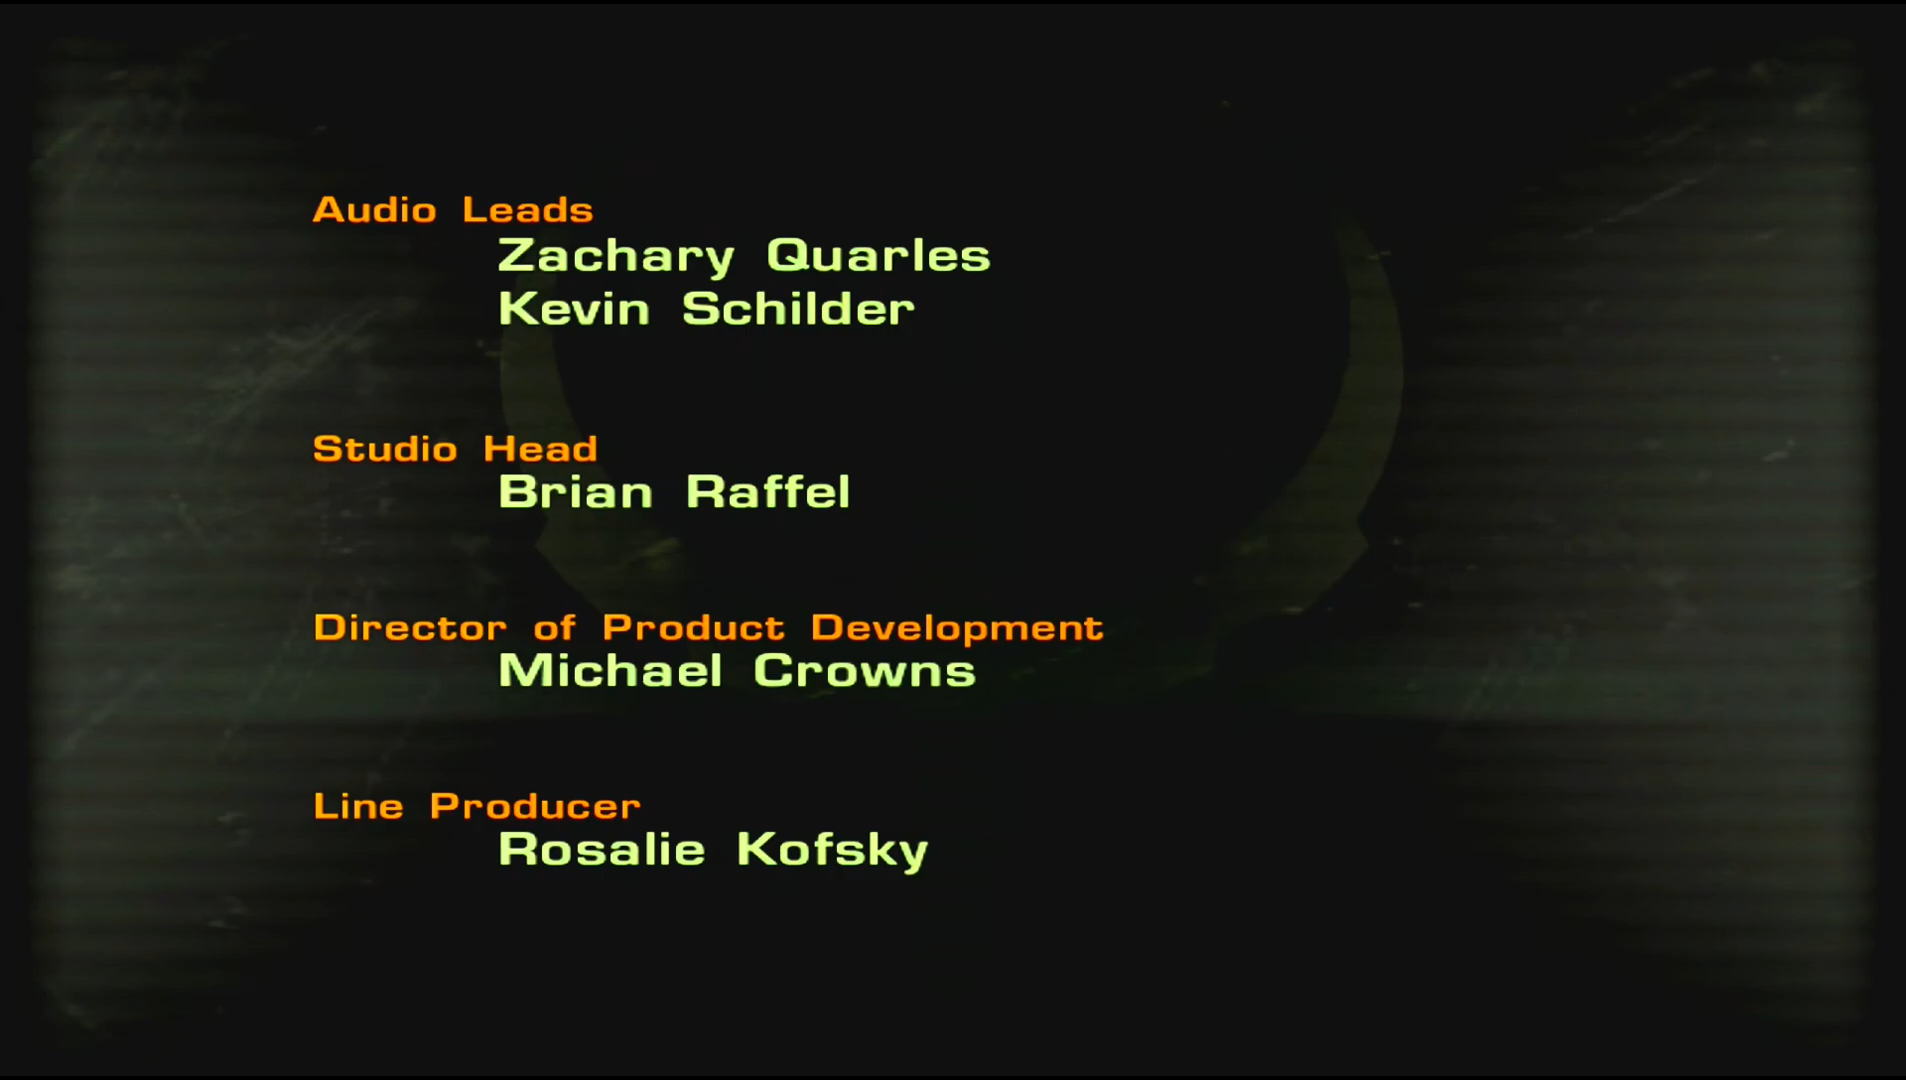 Audio Leads
Zachary Quarles
Kevin Schilder
Studio Head
Brian Raffel
Director of Product Development
Michael Crowns
Line Producer
Rosalie Kofsky